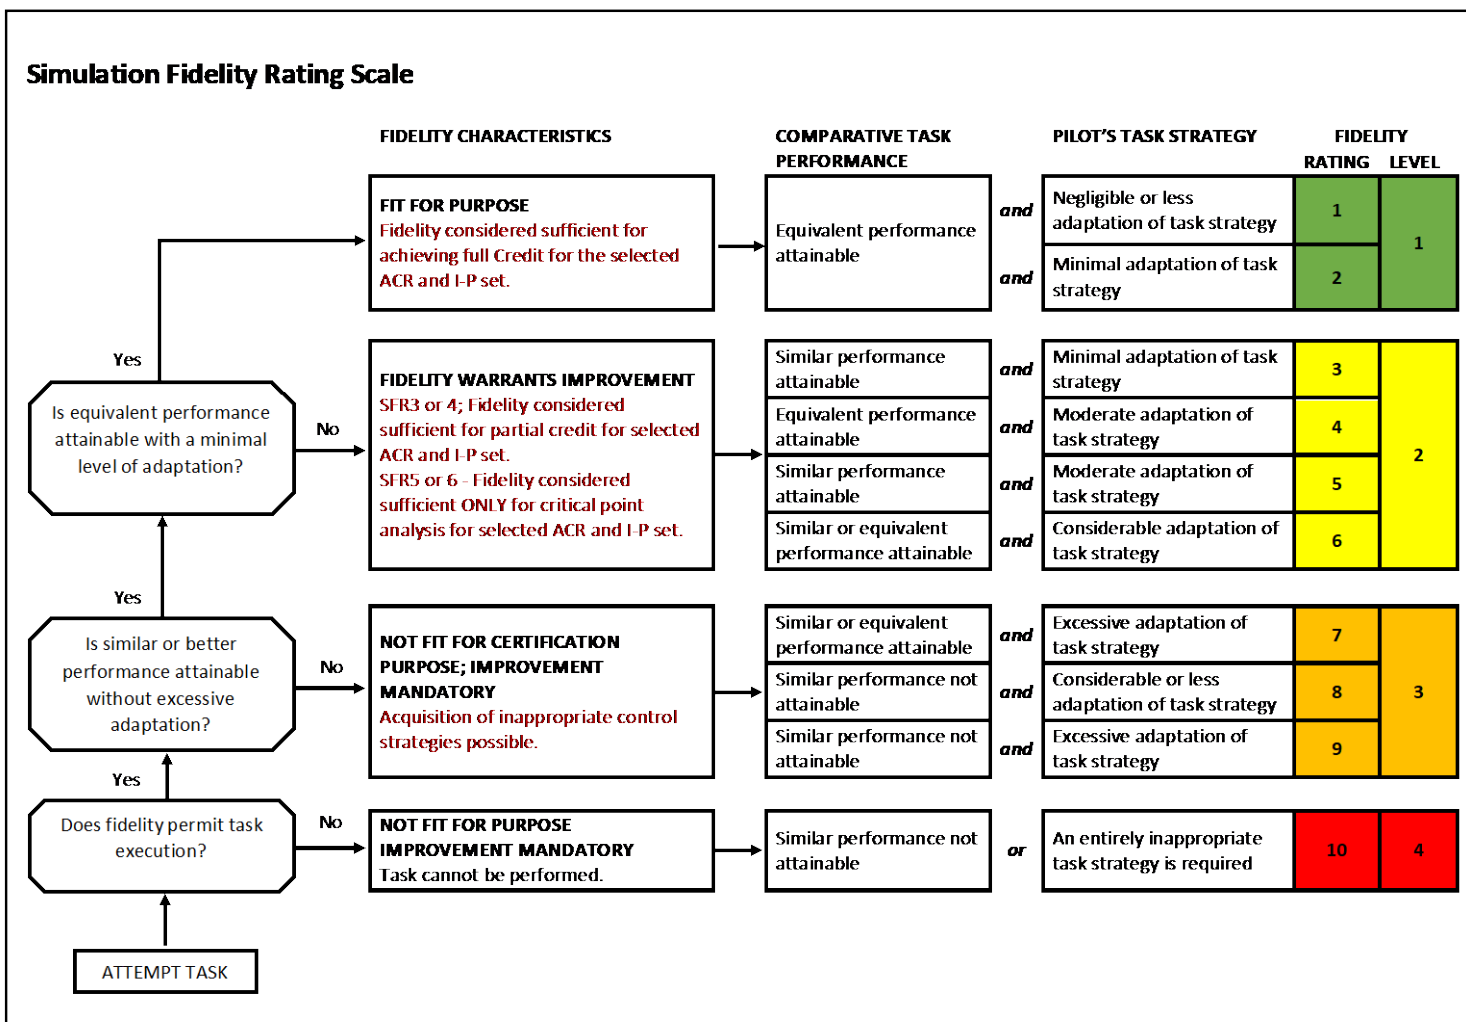 Simulation Fidelity Rating Scale
FIDELITY CHARACTERISTICS
COMPARATIVE TASK
PERFORMANCE
PILOT'S TASK STRATEGY
FIDELITY
RATING
LEVEL
FIT FOR PURPOSE
Fidelity considered sufficient for
achieving full Credit for the selected
ACR and I-P set.
Equivalent performance
attainable
and
Negligible or less
adaptation of task strategy
1
and
Minimal adaptation of task
strategy
2
1
Yes
Is equivalent performance
attainable with a minimal
level of adaptation?
No
FIDELITY WARRANTS IMPROVEMENT
SFR3 or 4; Fidelity considered
sufficient for partial credit for selected
ACR and I-P set.
SFR5 or 6 - Fidelity considered
sufficient ONLY for critical point
analysis for selected ACR and I-P set.
Similar performance
attainable
and
Minimal adaptation of task
strategy
3
Equivalent performance
attainable
and
Moderate adaptation of
task strategy
4
Similar performance
attainable
and
Moderate adaptation of
task strategy
5
Similar or equivalent
performance attainable
and
Considerable adaptation of
task strategy
6
2
Yes
Is similar or better
performance attainable
without excessive
adaptation?
No
NOT FIT FOR CERTIFICATION
PURPOSE; IMPROVEMENT
MANDATORY
Acquisition of inappropriate control
strategies possible.
Similar or equivalent
performance attainable
and
Excessive adaptation of
task strategy
7
Similar performance not
attainable
and
Considerable or less
adaptation of task strategy
8
Similar performance not
attainable
and
Excessive adaptation of
task strategy
9
3
Yes
Does fidelity permit task
execution?
No
NOT FIT FOR PURPOSE
IMPROVEMENT MANDATORY
Task cannot be performed.
Similar performance not
attainable
or
An entirely inappropriate
task strategy is required
10
4
ATTEMPT TASK